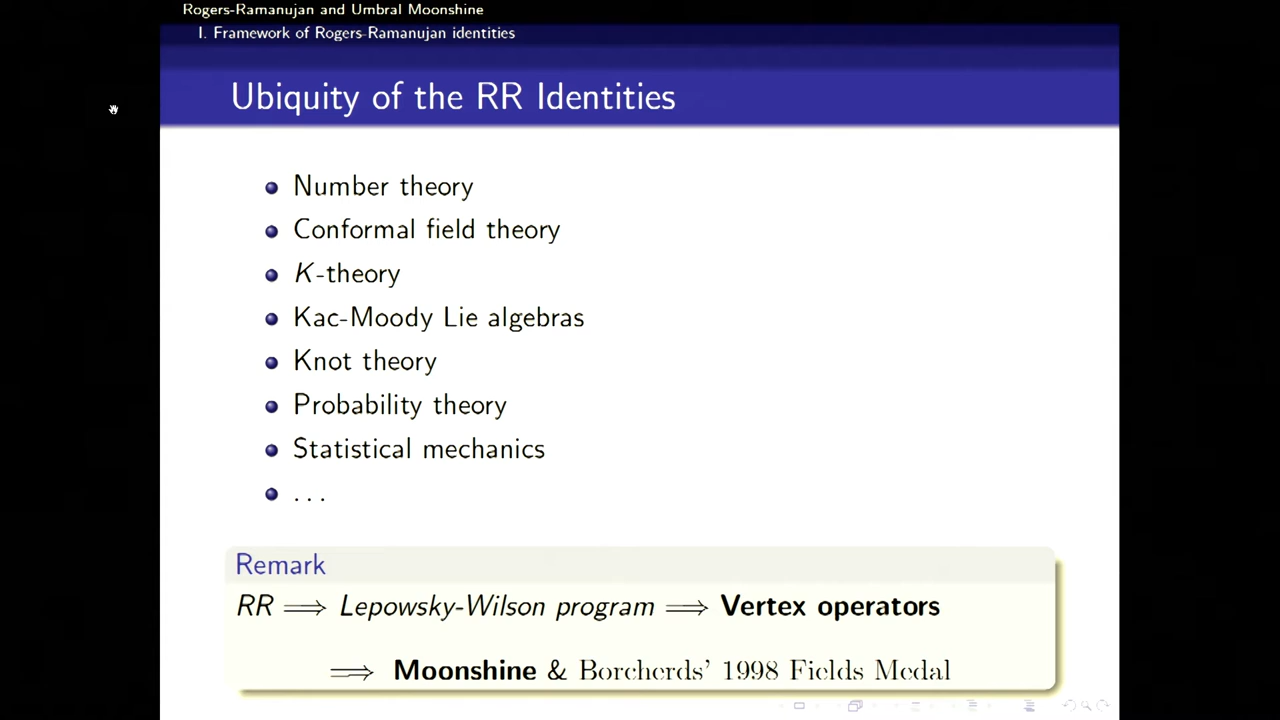 Rogers-Ramanujan and Umbral Moonshine
I. Framework of Rogers-Ramanujan identities
Ubiquity of the RR Identities
Number theory
Conformal field theory
K-theory
Kac-Moody Lie algebras
Knot theory
Probability theory
Statistical mechanics
. . .
Remark
RR ⟹ Lepowsky-Wilson program ⟹ Vertex operators
⟹ Moonshine & Borcherds' 1998 Fields Medal